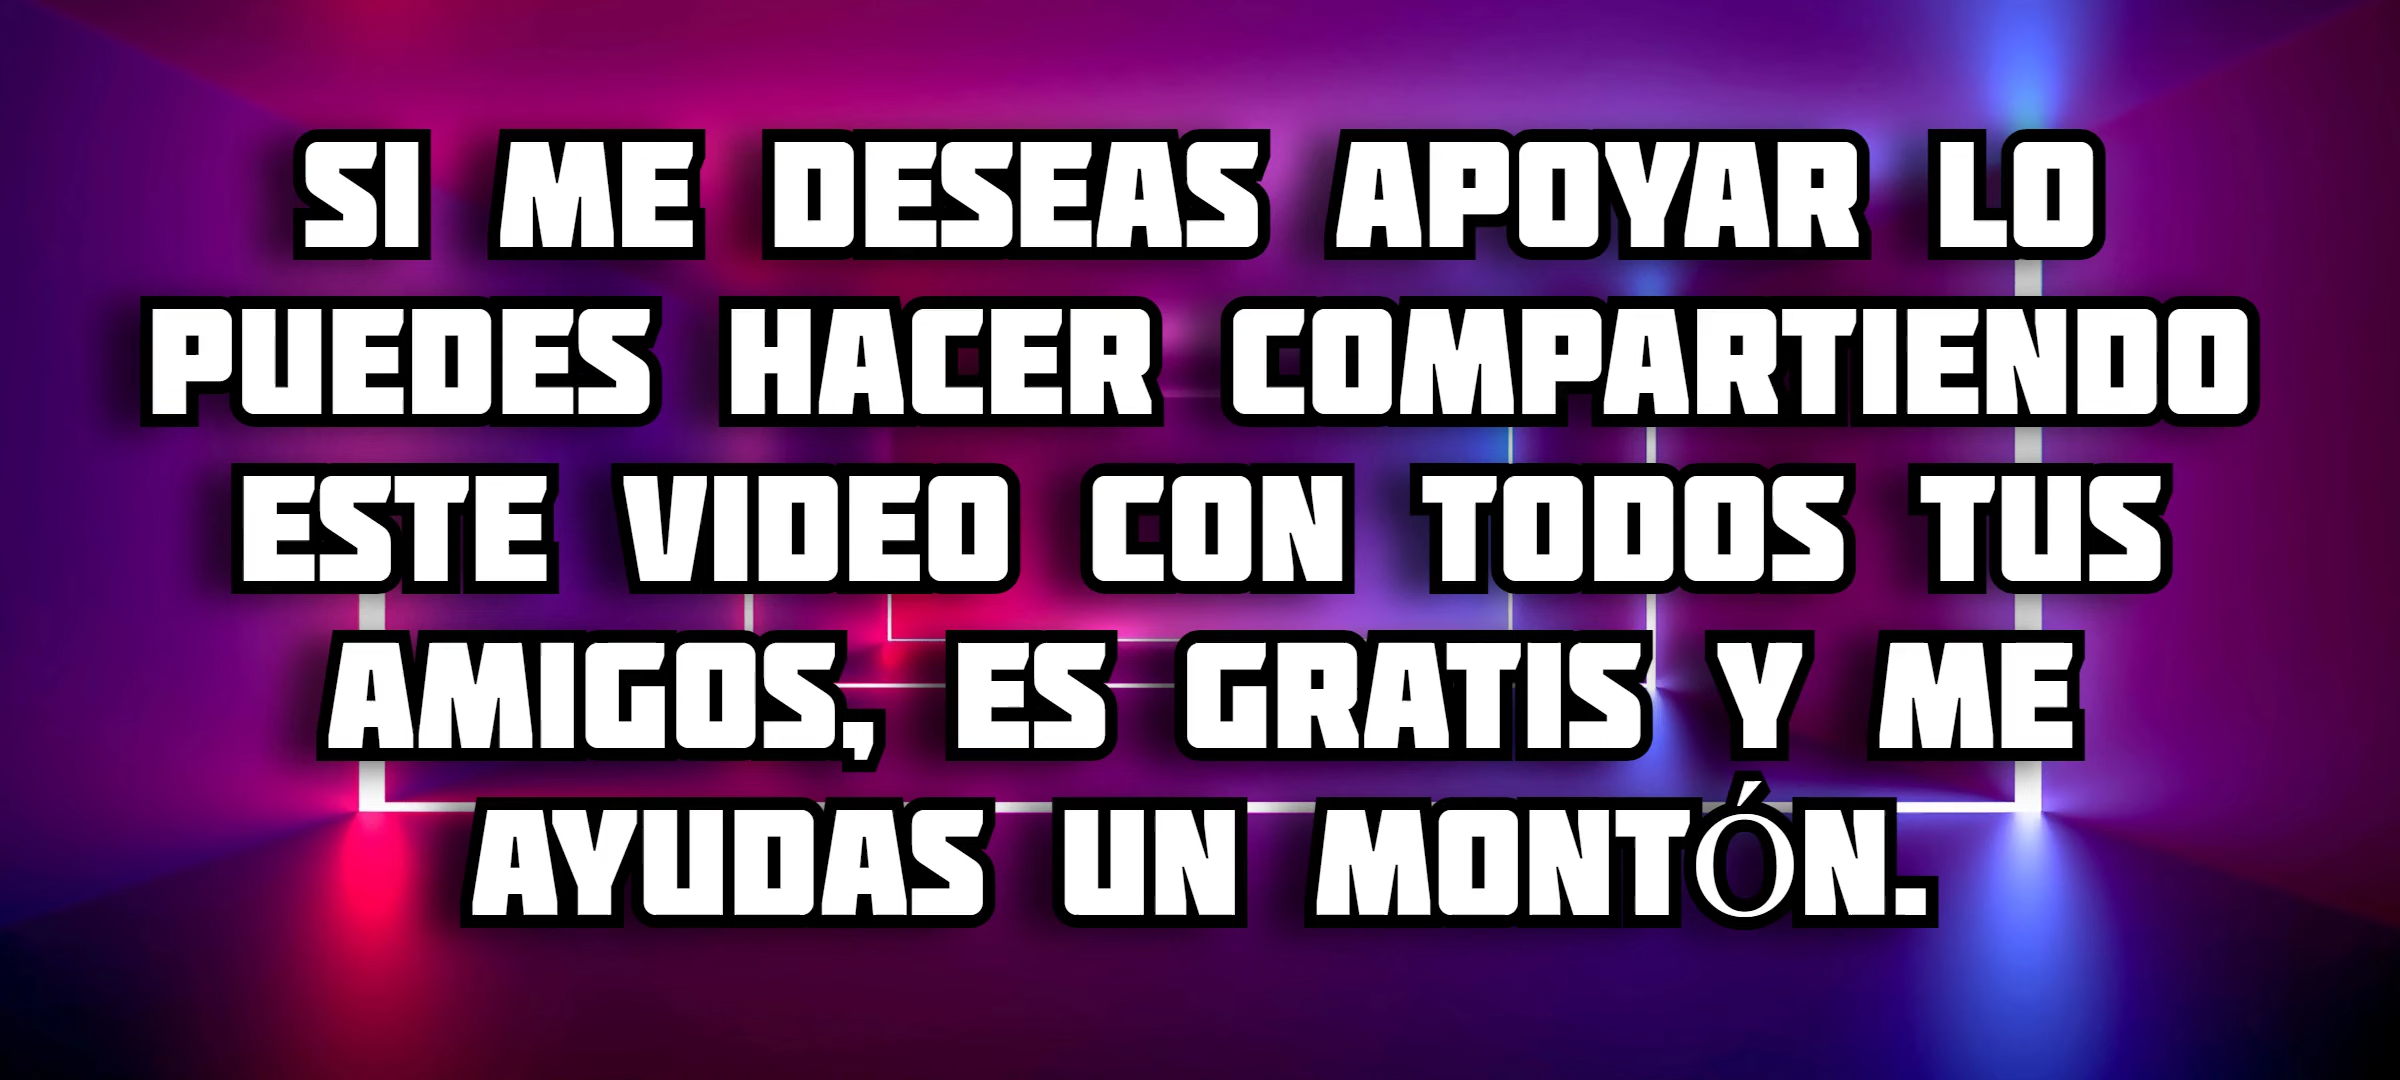 SI ME DESEAS APOYAR LO
PUEDES HACER COMPARTIENDO
ESTE VIDEO CON TODOS TUS
AMIGOS, ES GRATIS Y ME
AYUDAS UN MONTÓN.